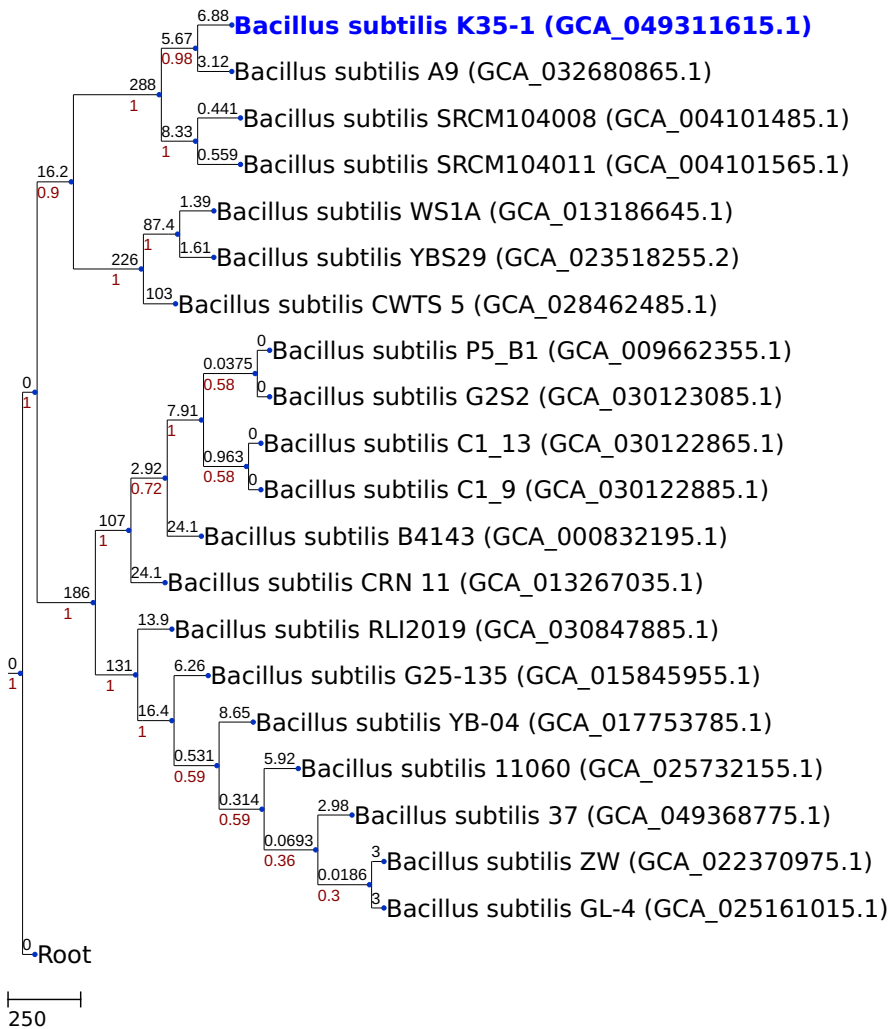 6.88
Bacillus subtilis K35-1 (GCA_049311615.1)
5.67
0.98
3.12
Bacillus subtilis A9 (GCA_032680865.1)
288
1
0.441
Bacillus subtilis SRCM104008 (GCA_004101485.1)
8.33
1
0.559
Bacillus subtilis SRCM104011 (GCA_004101565.1)
16.2
0.9
1.39
Bacillus subtilis WS1A (GCA_013186645.1)
87.4
1
1.61
Bacillus subtilis YBS29 (GCA_023518255.2)
226
1
103
Bacillus subtilis CWTS 5 (GCA_028462485.1)
0
Bacillus subtilis P5_B1 (GCA_009662355.1)
0.0375
0.58
0
Bacillus subtilis G2S2 (GCA_030123085.1)
0
1
7.91
1
0
Bacillus subtilis C1_13 (GCA_030122865.1)
0.963
0.58
0
Bacillus subtilis C1_9 (GCA_030122885.1)
2.92
0.72
24.1
Bacillus subtilis B4143 (GCA_000832195.1)
107
1
24.1
Bacillus subtilis CRN 11 (GCA_013267035.1)
186
1
13.9
Bacillus subtilis RLI2019 (GCA_030847885.1)
131
1
6.26
Bacillus subtilis G25-135 (GCA_015845955.1)
0
1
16.4
1
8.65
Bacillus subtilis YB-04 (GCA_017753785.1)
0.531
0.59
5.92
Bacillus subtilis 11060 (GCA_025732155.1)
0.314
0.59
2.98
Bacillus subtilis 37 (GCA_049368775.1)
0.0693
0.36
3
Bacillus subtilis ZW (GCA_022370975.1)
0.0186
0.3
3
Bacillus subtilis GL-4 (GCA_025161015.1)
0
Root
250